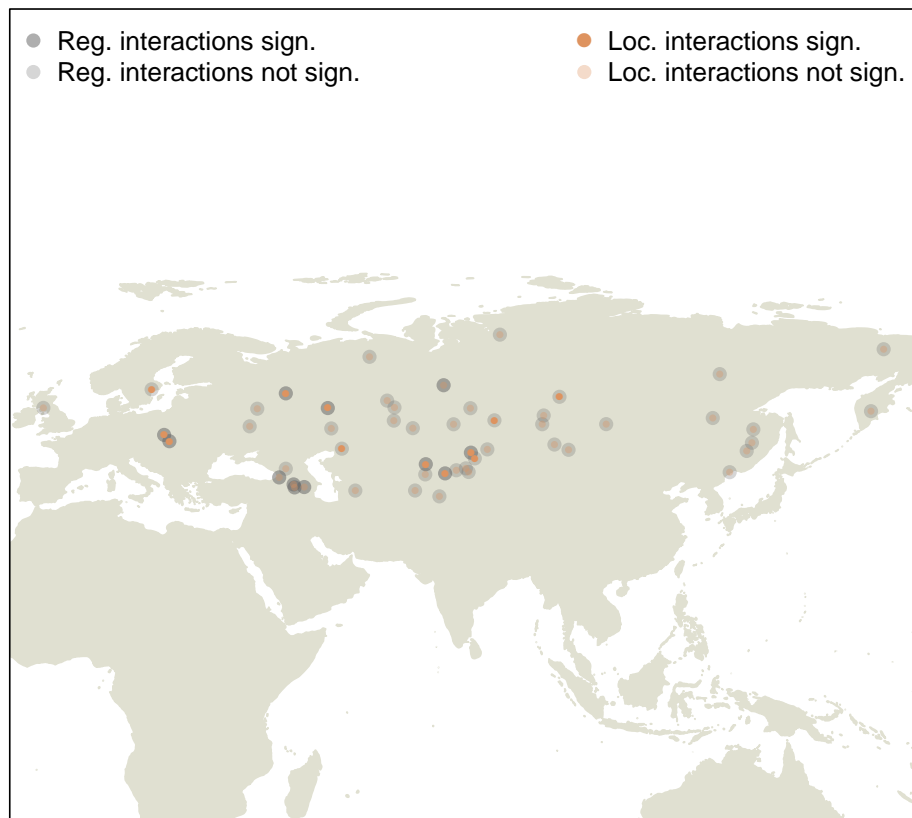 Reg. interactions sign.
Loc. interactions sign.
Reg. interactions not sign.
Loc. interactions not sign.